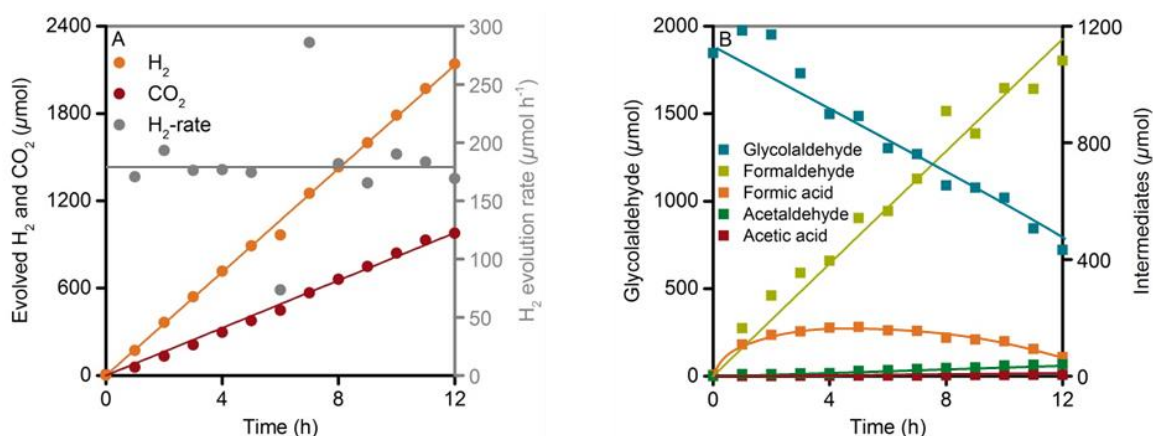 A
H₂
CO₂
H₂-rate
Evolved H₂ and CO₂ (µmol)
2400
1800
1200
600
0
0
4
8
12
Time (h)
300
250
200
150
100
50
0
H₂ evolution rate (µmol h⁻¹)
B
Glycolaldehyde
Formaldehyde
Formic acid
Acetaldehyde
Acetic acid
Glycolaldehyde (µmol)
2000
1500
1000
500
0
0
4
8
12
Time (h)
1200
800
400
0
Intermediates (µmol)